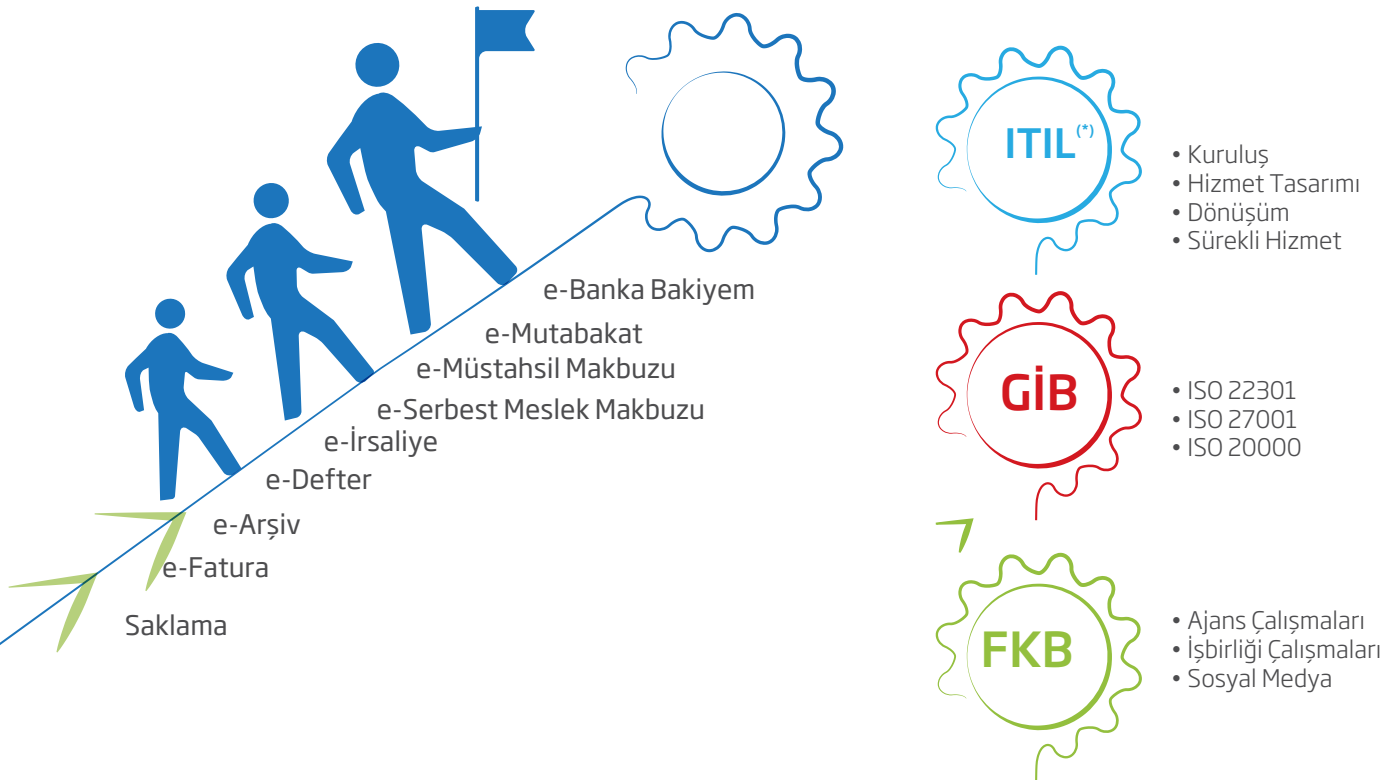 e-Banka Bakiyem
e-Mutabakat
e-Müstahsil Makbuzu
e-Serbest Meslek Makbuzu
e-İrsaliye
e-Defter
e-Arşiv
e-Fatura
Saklama
ITIL(*)
• Kuruluş
• Hizmet Tasarımı
• Dönüşüm
• Sürekli Hizmet
GİB
• ISO 22301
• ISO 27001
• ISO 20000
FKB
• Ajans Çalışmaları
• İşbirliği Çalışmaları
• Sosyal Medya